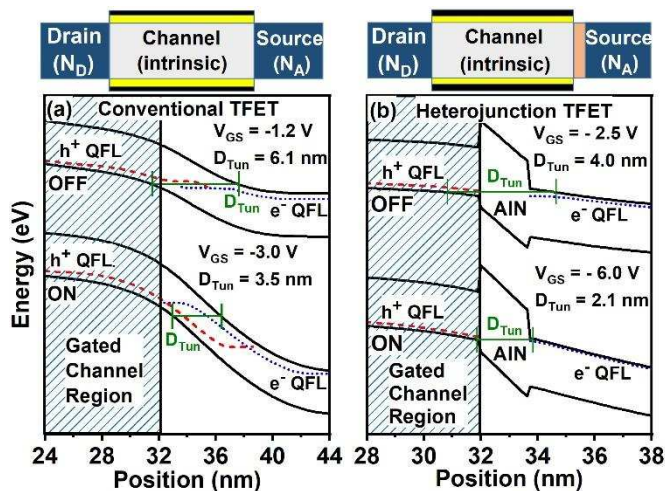 Drain
(N_D)
Channel
(intrinsic)
Source
(N_A)
Drain
(N_D)
Channel
(intrinsic)
Source
(N_A)
(a) Conventional TFET
h⁺ QFL
V_GS = -1.2 V
D_Tun = 6.1 nm
OFF
D_Tun
e⁻ QFL
h⁺ QFL
V_GS = -3.0 V
D_Tun = 3.5 nm
ON
D_Tun
Gated
Channel
Region
e⁻ QFL
24 28 32 36 40 44
Position (nm)
Energy (eV)
(b) Heterojunction TFET
V_GS = - 2.5 V
D_Tun = 4.0 nm
h⁺ QFL
OFF
D_Tun
AlN
e⁻ QFL
h⁺ QFL
V_GS = - 6.0 V
D_Tun = 2.1 nm
D_Tun
ON
AlN
e⁻ QFL
Gated
Channel
Region
28 30 32 34 36 38
Position (nm)